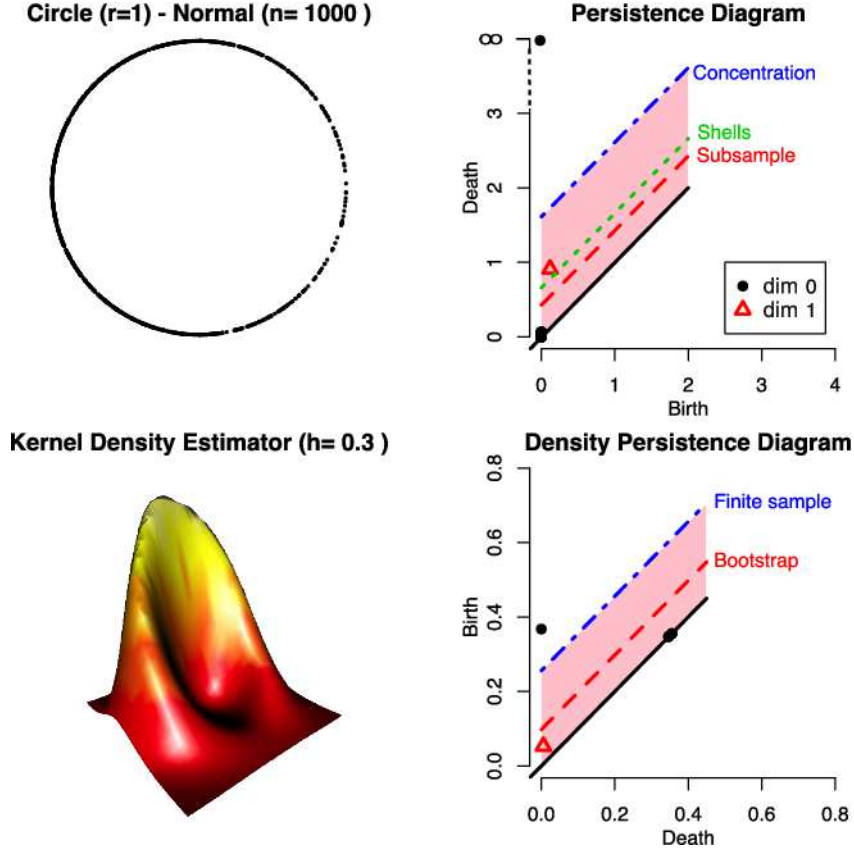 Circle (r=1) - Normal (n= 1000 )
Persistence Diagram
Death
0
1
2
3
∞
Concentration
Shells
Subsample
dim 0
dim 1
0
1
2
3
4
Birth
Kernel Density Estimator (h= 0.3 )
Density Persistence Diagram
Birth
0.0
0.2
0.4
0.6
0.8
Finite sample
Bootstrap
0.0
0.2
0.4
0.6
0.8
Death